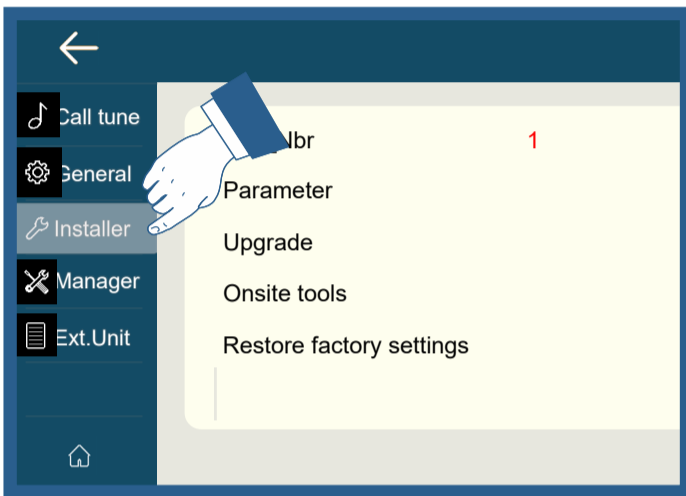 Call tune
General
Installer
Manager
Ext.Unit
1
Parameter
Upgrade
Onsite tools
Restore factory settings